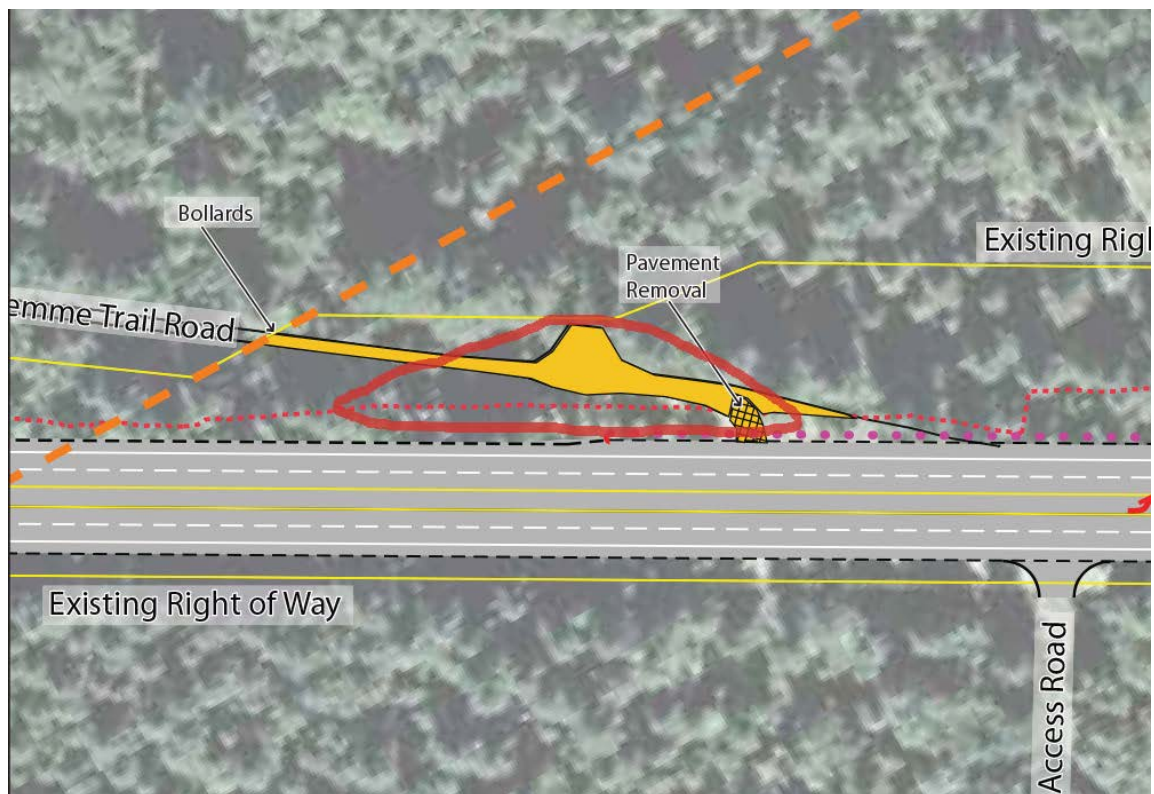 Bollards
Existing Righ
Pavement
Removal
emme Trail Road
Existing Right of Way
Access Road